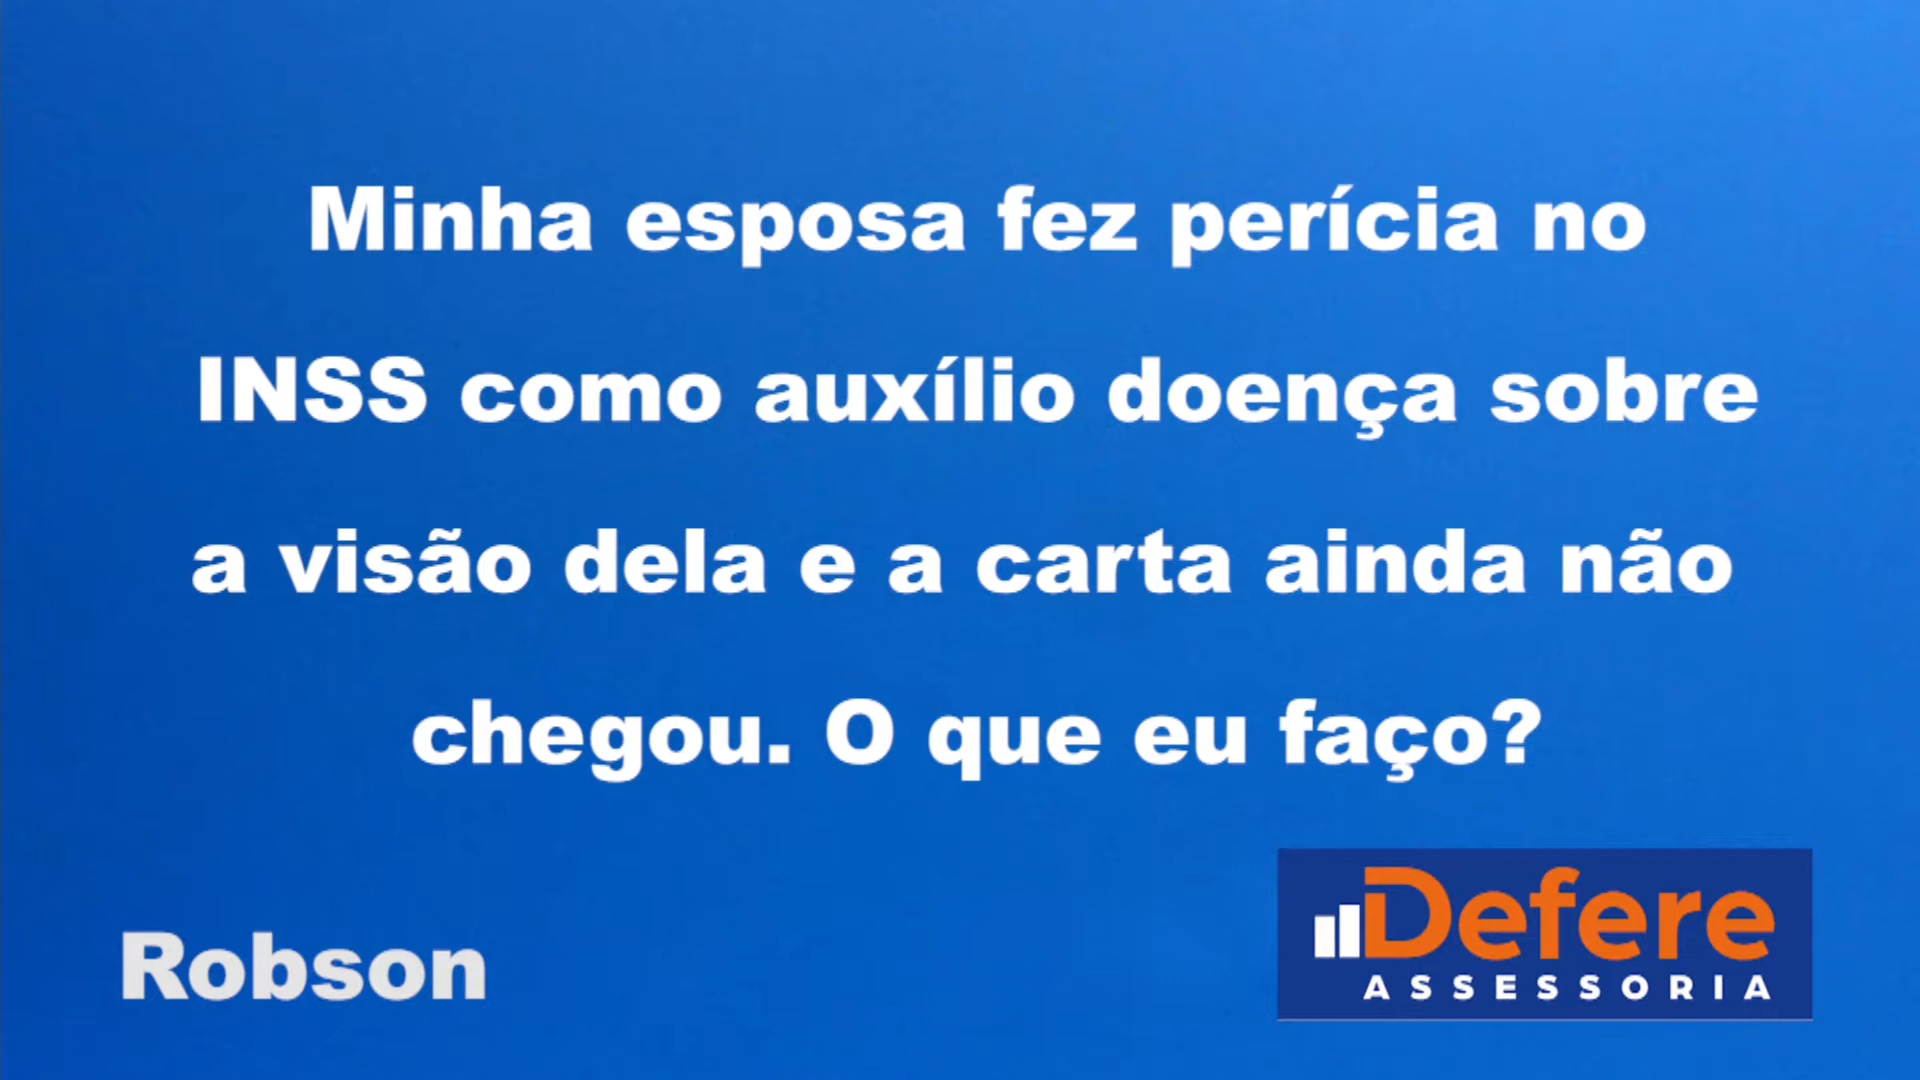 Minha esposa fez perícia no
INSS como auxílio doença sobre
a visão dela e a carta ainda não
chegou. O que eu faço?
Robson
Defere
ASSESSORIA